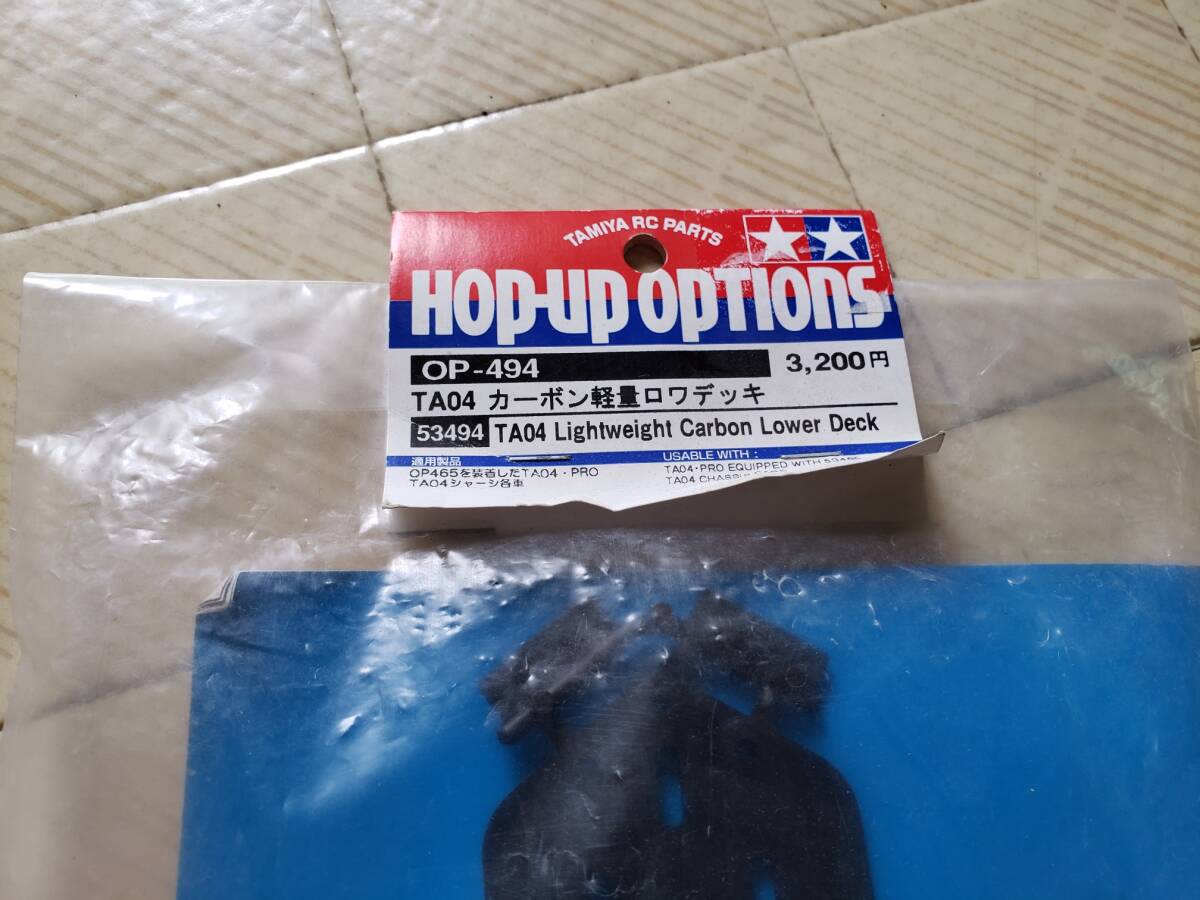 TAMIYA RC PARTS
HOP-UP OPTIONS
OP-494 3,200円
TA04 カーボン軽量ロワデッキ
53494 TA04 Lightweight Carbon Lower Deck
適用製品
OP465を装着したTA04・PRO
TA04シャーシ各車
USABLE WITH :
TA04・PRO EQUIPPED WITH
TA04 CHASSIS